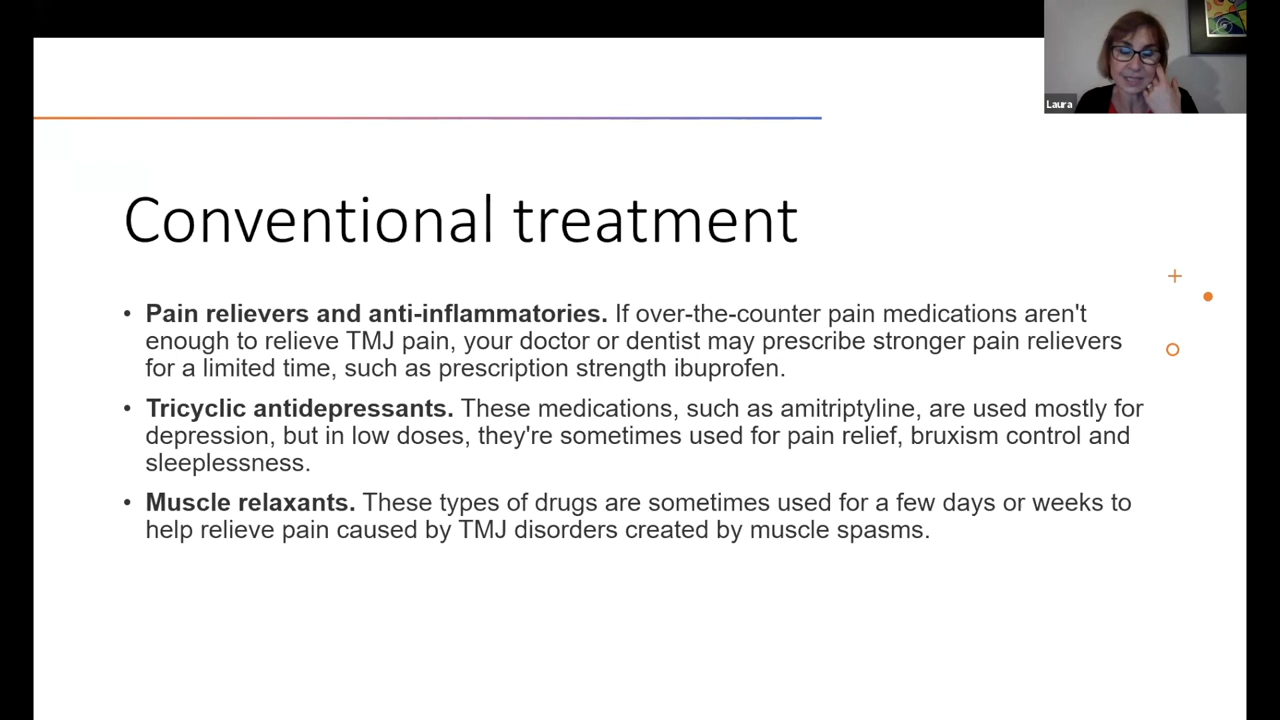 Laura
Conventional treatment
• Pain relievers and anti-inflammatories. If over-the-counter pain medications aren't
enough to relieve TMJ pain, your doctor or dentist may prescribe stronger pain relievers
for a limited time, such as prescription strength ibuprofen.
• Tricyclic antidepressants. These medications, such as amitriptyline, are used mostly for
depression, but in low doses, they're sometimes used for pain relief, bruxism control and
sleeplessness.
• Muscle relaxants. These types of drugs are sometimes used for a few days or weeks to
help relieve pain caused by TMJ disorders created by muscle spasms.